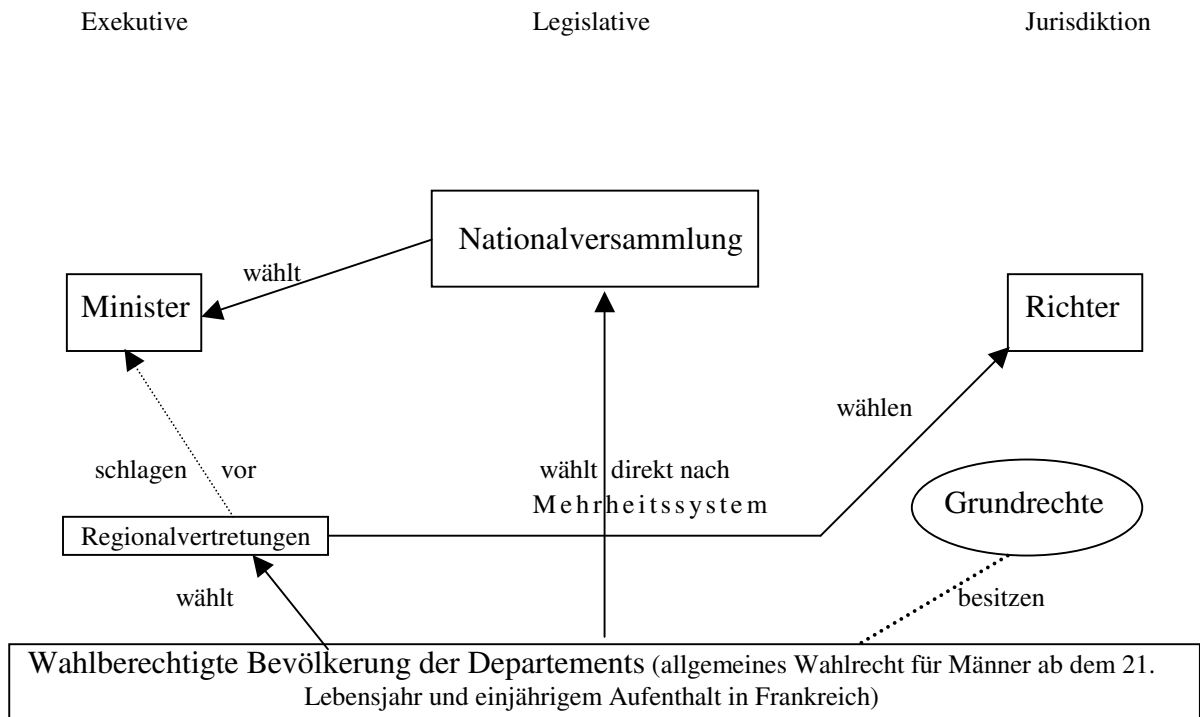 Exekutive Legislative Jurisdiktion
Nationalversammlung
wählt
Minister
Richter
wählen
schlagen vor
wählt direkt nach
Mehrheitssystem
Grundrechte
Regionalvertretungen
wählt
besitzen
Wahlberechtigte Bevölkerung der Departements (allgemeines Wahlrecht für Männer ab dem 21.
Lebensjahr und einjährigem Aufenthalt in Frankreich)